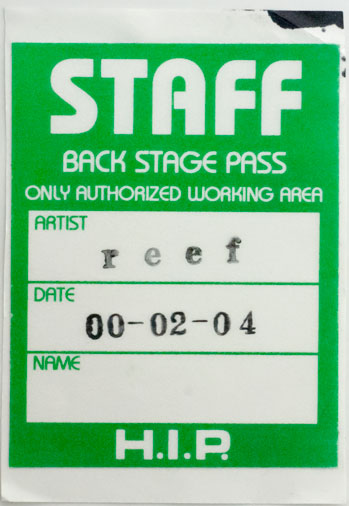 STAFF
BACK STAGE PASS
ONLY AUTHORIZED WORKING AREA
ARTIST
reef
DATE
00-02-04
NAME
H.I.P.